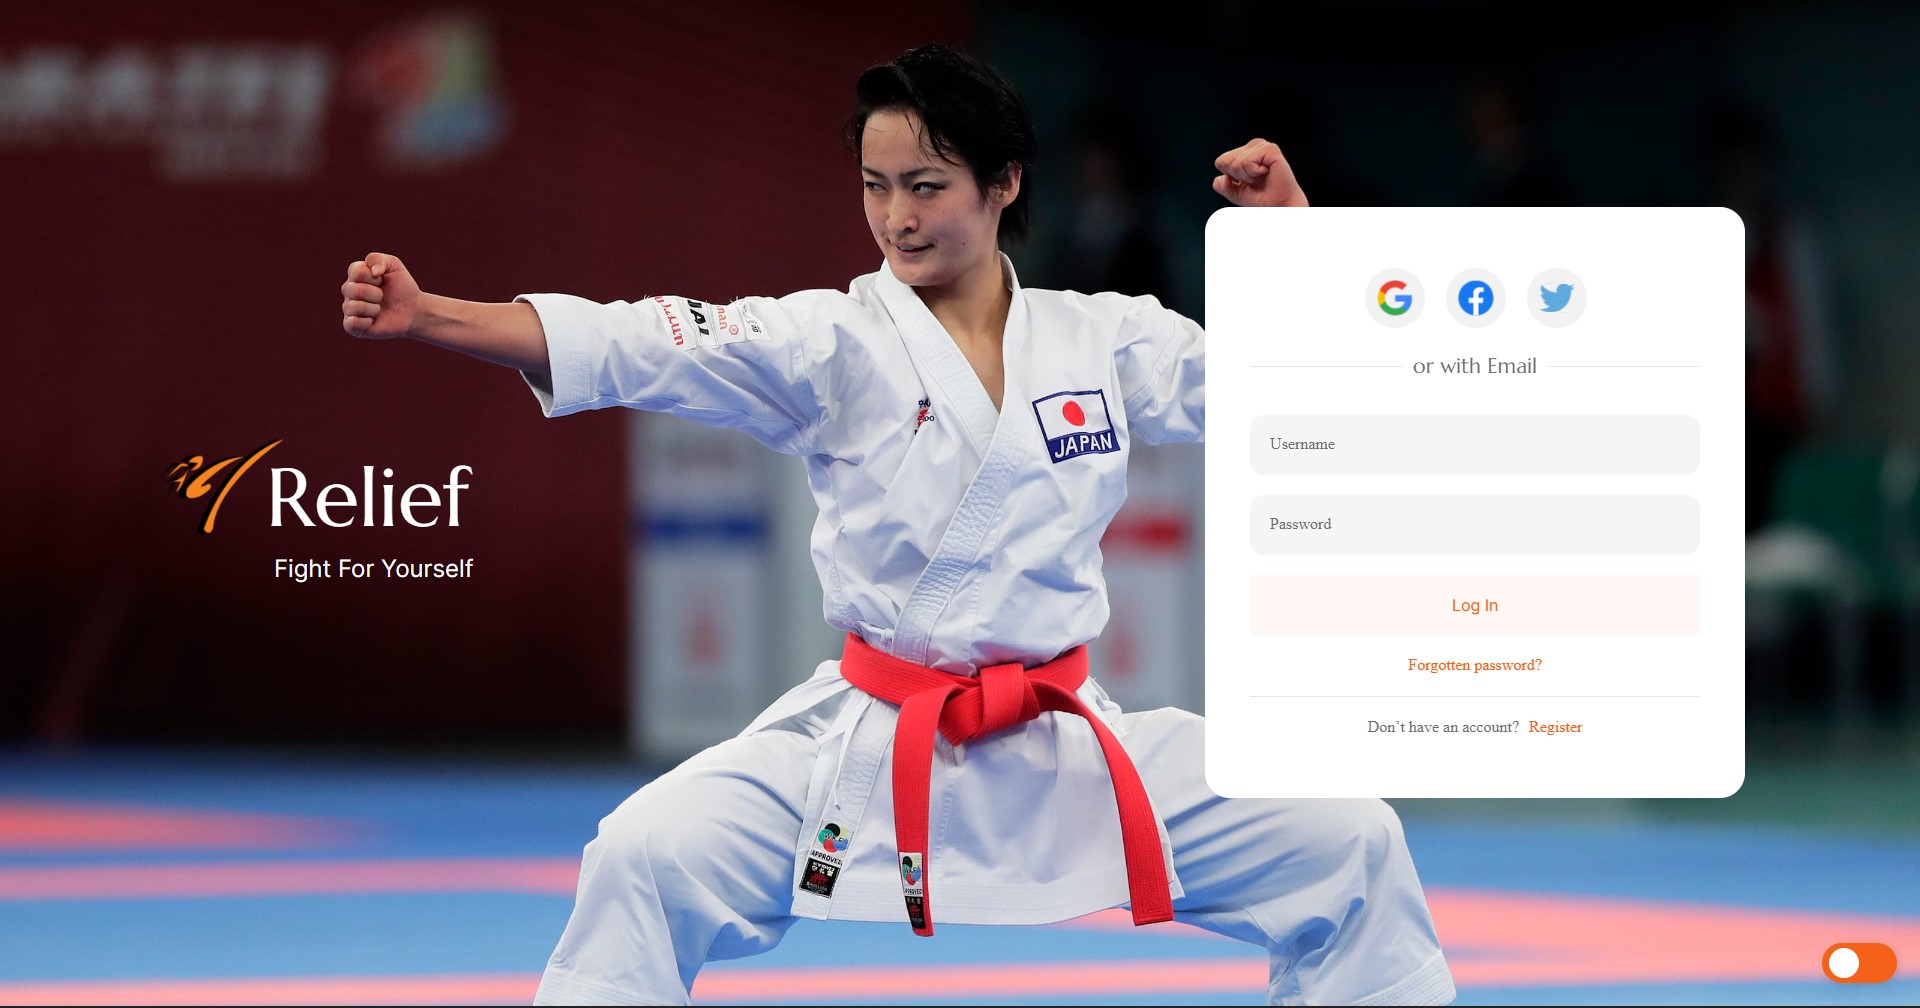 Relief
Fight For Yourself
JAPAN
APPROVED
or with Email
Username
Password
Log In
Forgotten password?
Don't have an account? Register